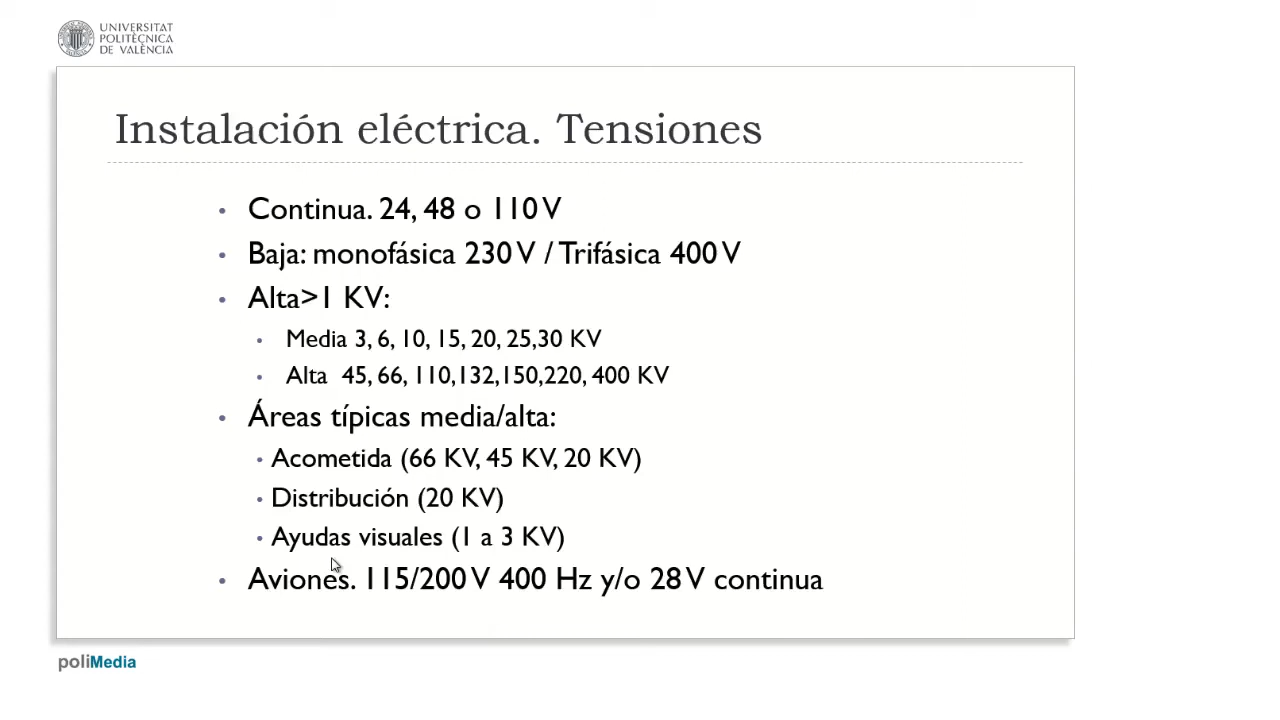 UNIVERSITAT
POLITÈCNICA
DE VALÈNCIA
Instalación eléctrica. Tensiones
• Continua. 24, 48 o 110 V
• Baja: monofásica 230 V / Trifásica 400 V
• Alta>1 KV:
• Media 3, 6, 10, 15, 20, 25,30 KV
• Alta 45, 66, 110,132,150,220, 400 KV
• Áreas típicas media/alta:
• Acometida (66 KV, 45 KV, 20 KV)
• Distribución (20 KV)
• Ayudas visuales (1 a 3 KV)
• Aviones. 115/200 V 400 Hz y/o 28 V continua
poliMedia